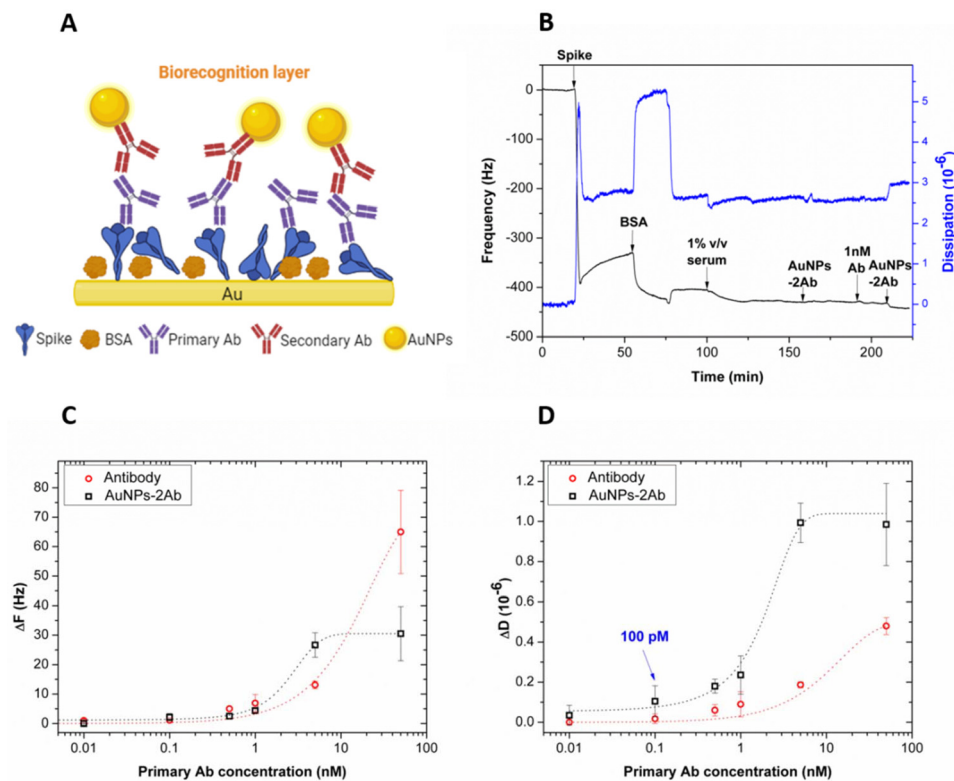 A
Biorecognition layer
Au
Spike
BSA
Primary Ab
Secondary Ab
AuNPs
B
Spike
BSA
1% v/v
serum
AuNPs
-2Ab
1nM
Ab
AuNPs
-2Ab
Frequency (Hz)
0
-100
-200
-300
-400
-500
Dissipation (10⁻⁶)
5
4
3
2
1
0
0
50
100
150
200
Time (min)
C
Antibody
AuNPs-2Ab
ΔF (Hz)
80
70
60
50
40
30
20
10
0
0.01
0.1
1
10
100
Primary Ab concentration (nM)
D
Antibody
AuNPs-2Ab
100 pM
ΔD (10⁻⁶)
1.2
1.0
0.8
0.6
0.4
0.2
0.0
0.01
0.1
1
10
100
Primary Ab concentration (nM)